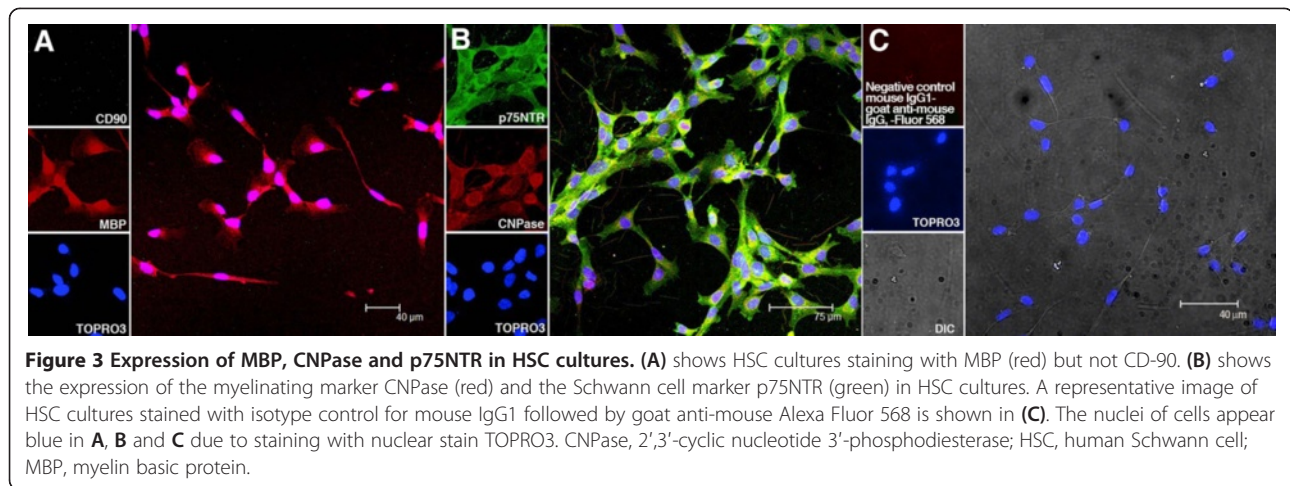 A
CD90
MBP
TOPRO3
40 µm
B
p75NTR
CNPase
TOPRO3
75 µm
C
Negative control
mouse IgG1-
goat anti-mouse
IgG, -Fluor 568
TOPRO3
DIC
40 µm
Figure 3 Expression of MBP, CNPase and p75NTR in HSC cultures. (A) shows HSC cultures staining with MBP (red) but not CD-90. (B) shows
the expression of the myelinating marker CNPase (red) and the Schwann cell marker p75NTR (green) in HSC cultures. A representative image of
HSC cultures stained with isotype control for mouse IgG1 followed by goat anti-mouse Alexa Fluor 568 is shown in (C). The nuclei of cells appear
blue in A, B and C due to staining with nuclear stain TOPRO3. CNPase, 2′,3′-cyclic nucleotide 3′-phosphodiesterase; HSC, human Schwann cell;
MBP, myelin basic protein.